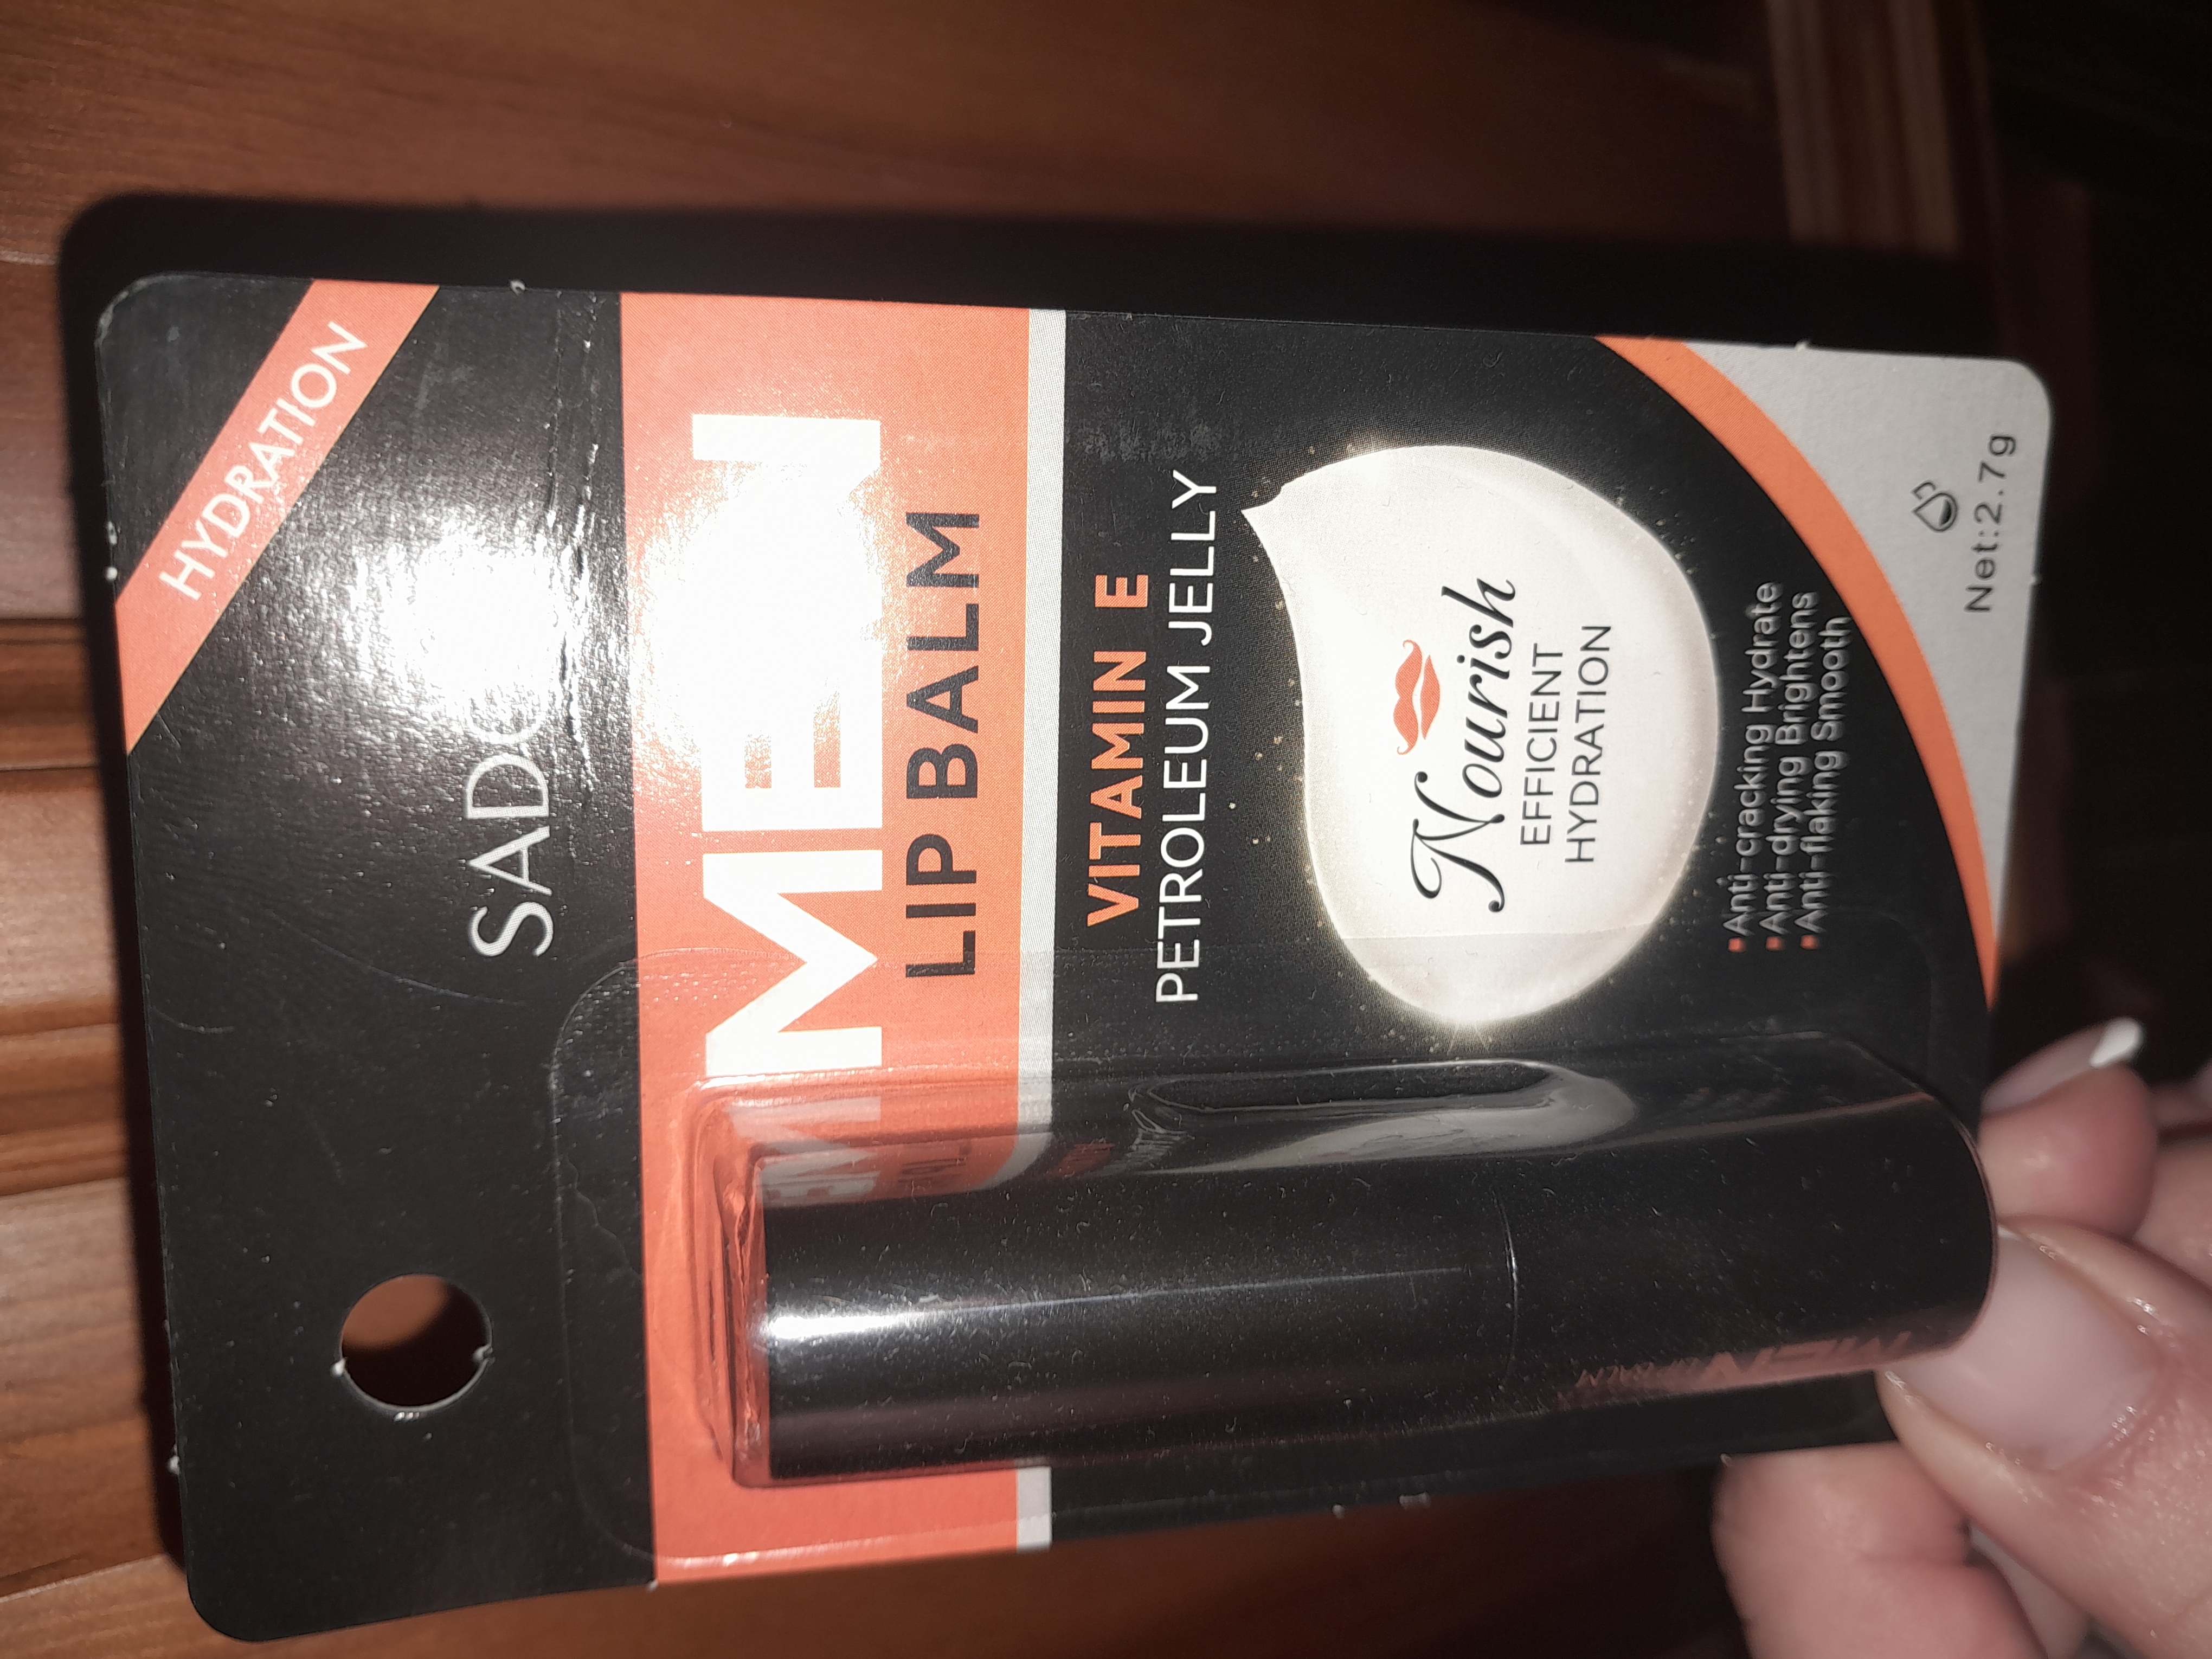 HYDRATION
MEN
LIP BALM
VITAMIN E
PETROLEUM JELLY
Nourish
EFFICIENT
HYDRATION
Anti-cracking Hydrate
Anti-drying Brightens
Anti-flaking Smooth
Net:2.7g
MEN